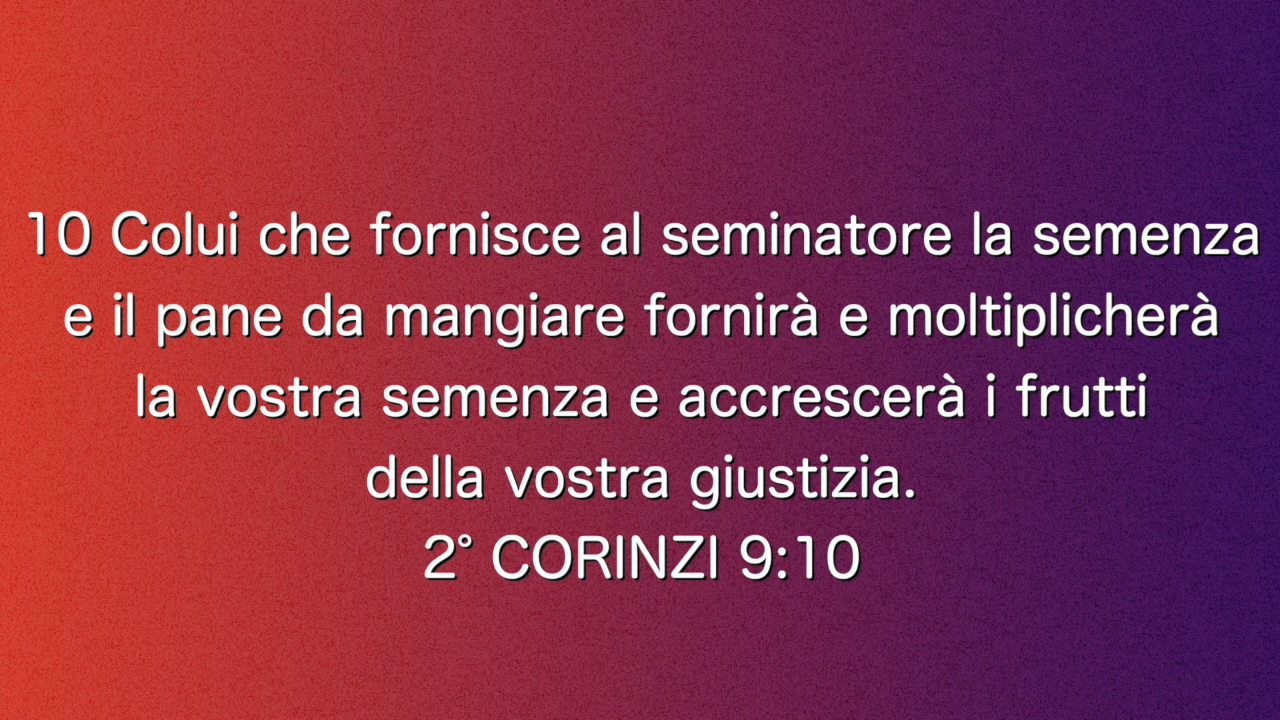 10 Colui che fornisce al seminatore la semenza
e il pane da mangiare fornirà e moltiplicherà
la vostra semenza e accrescerà i frutti
della vostra giustizia.
2° CORINZI 9:10